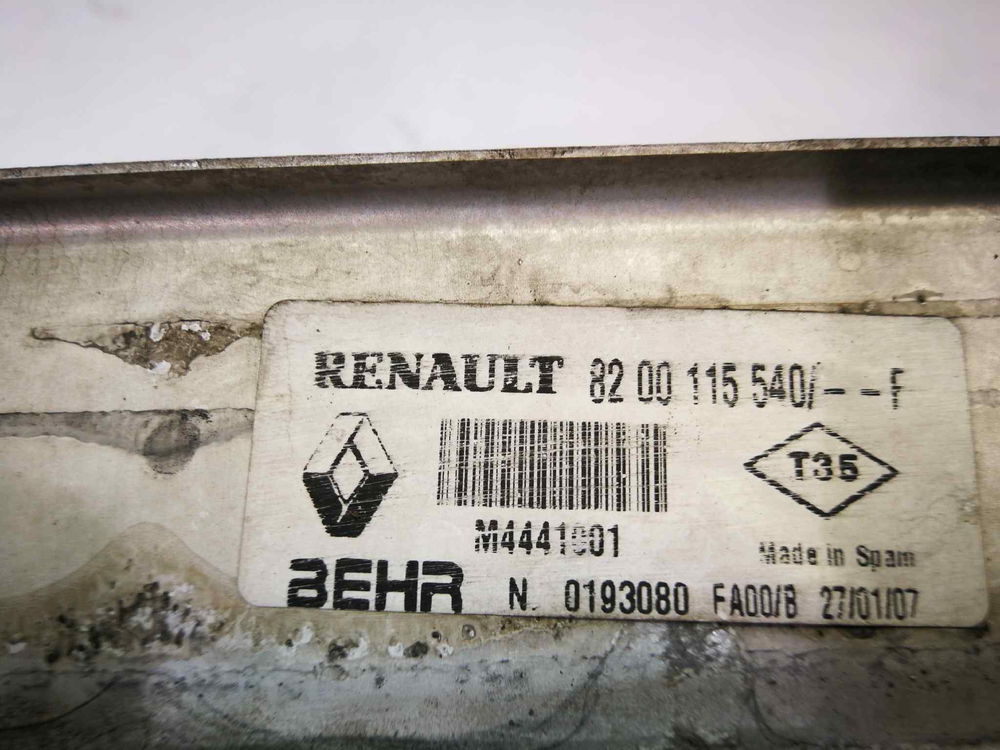 RENAULT 82 00 115 540/--F
T35
M4441001
Made in Spain
BEHR N. 0193080 FA00/B 27/01/07